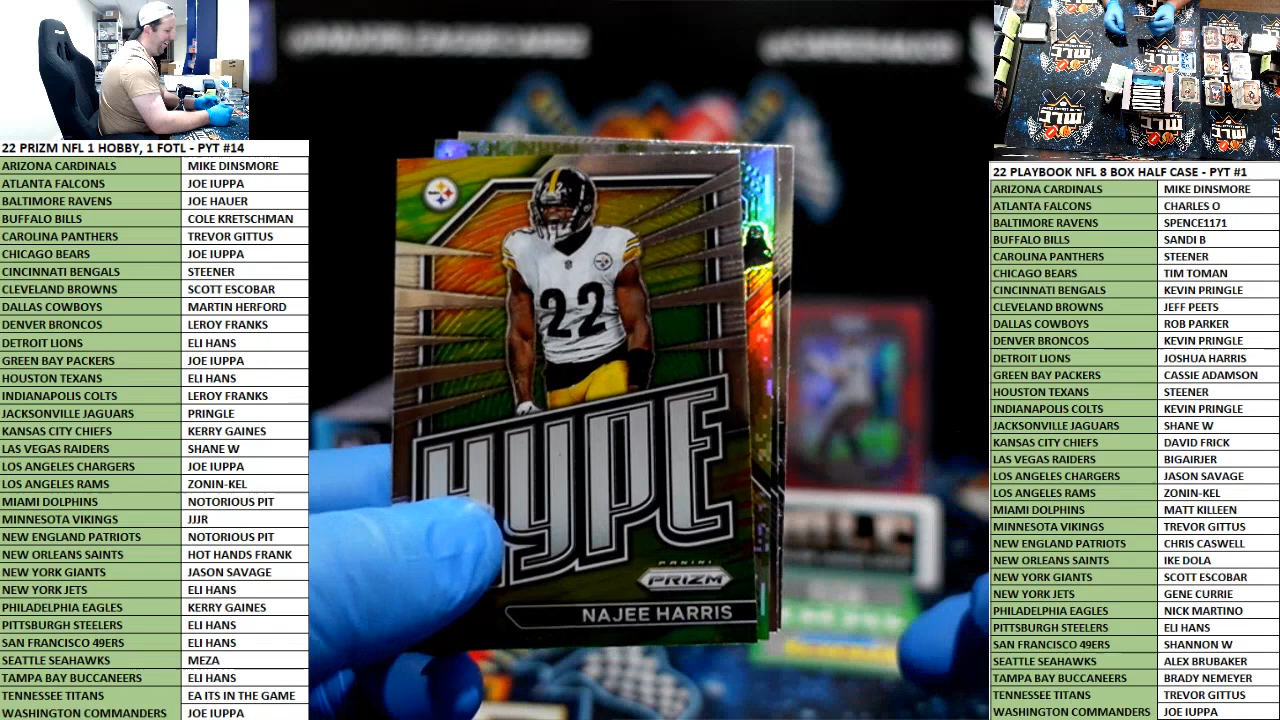 22 PRIZM NFL 1 HOBBY, 1 FOTL - PYT #14
ARIZONA CARDINALS MIKE DINSMORE
ATLANTA FALCONS JOE IUPPA
BALTIMORE RAVENS JOE HAUER
BUFFALO BILLS COLE KRETSCHMAN
CAROLINA PANTHERS TREVOR GITTUS
CHICAGO BEARS JOE IUPPA
CINCINNATI BENGALS STEENER
CLEVELAND BROWNS SCOTT ESCOBAR
DALLAS COWBOYS MARTIN HERFORD
DENVER BRONCOS LEROY FRANKS
DETROIT LIONS ELI HANS
GREEN BAY PACKERS JOE IUPPA
HOUSTON TEXANS ELI HANS
INDIANAPOLIS COLTS LEROY FRANKS
JACKSONVILLE JAGUARS PRINGLE
KANSAS CITY CHIEFS KERRY GAINES
LAS VEGAS RAIDERS SHANE W
LOS ANGELES CHARGERS JOE IUPPA
LOS ANGELES RAMS ZONIN-KEL
MIAMI DOLPHINS NOTORIOUS PIT
MINNESOTA VIKINGS JJJR
NEW ENGLAND PATRIOTS NOTORIOUS PIT
NEW ORLEANS SAINTS HOT HANDS FRANK
NEW YORK GIANTS JASON SAVAGE
NEW YORK JETS ELI HANS
PHILADELPHIA EAGLES KERRY GAINES
PITTSBURGH STEELERS ELI HANS
SAN FRANCISCO 49ERS ELI HANS
SEATTLE SEAHAWKS MEZA
TAMPA BAY BUCCANEERS ELI HANS
TENNESSEE TITANS EA ITS IN THE GAME
WASHINGTON COMMANDERS JOE IUPPA
22
HYPE
PANINI
PRIZM
NAJEE HARRIS
22 PLAYBOOK NFL 8 BOX HALF CASE - PYT #1
ARIZONA CARDINALS MIKE DINSMORE
ATLANTA FALCONS CHARLES O
BALTIMORE RAVENS SPENCE1171
BUFFALO BILLS SANDI B
CAROLINA PANTHERS STEENER
CHICAGO BEARS TIM TOMAN
CINCINNATI BENGALS KEVIN PRINGLE
CLEVELAND BROWNS JEFF PEETS
DALLAS COWBOYS ROB PARKER
DENVER BRONCOS KEVIN PRINGLE
DETROIT LIONS JOSHUA HARRIS
GREEN BAY PACKERS CASSIE ADAMSON
HOUSTON TEXANS STEENER
INDIANAPOLIS COLTS KEVIN PRINGLE
JACKSONVILLE JAGUARS SHANE W
KANSAS CITY CHIEFS DAVID FRICK
LAS VEGAS RAIDERS BIGAIRJER
LOS ANGELES CHARGERS JASON SAVAGE
LOS ANGELES RAMS ZONIN-KEL
MIAMI DOLPHINS MATT KILLEEN
MINNESOTA VIKINGS TREVOR GITTUS
NEW ENGLAND PATRIOTS CHRIS CASWELL
NEW ORLEANS SAINTS IKE DOLA
NEW YORK GIANTS SCOTT ESCOBAR
NEW YORK JETS GENE CURRIE
PHILADELPHIA EAGLES NICK MARTINO
PITTSBURGH STEELERS ELI HANS
SAN FRANCISCO 49ERS SHANNON W
SEATTLE SEAHAWKS ALEX BRUBAKER
TAMPA BAY BUCCANEERS BRADY NEMEYER
TENNESSEE TITANS TREVOR GITTUS
WASHINGTON COMMANDERS JOE IUPPA